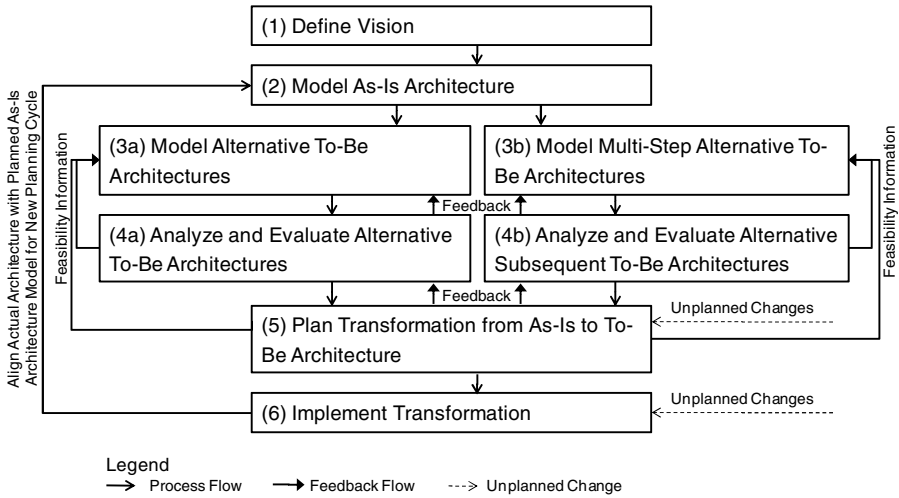 (1) Define Vision
(2) Model As-Is Architecture
Align Actual Architecture with Planned As-Is
Architecture Model for New Planning Cycle
Feasibility Information
(3a) Model Alternative To-Be
Architectures
(3b) Model Multi-Step Alternative To-
Be Architectures
Feasibility Information
Feedback
(4a) Analyze and Evaluate Alternative
To-Be Architectures
(4b) Analyze and Evaluate Alternative
Subsequent To-Be Architectures
Feedback
Unplanned Changes
(5) Plan Transformation from As-Is to To-
Be Architecture
Unplanned Changes
(6) Implement Transformation
Legend
Process Flow
Feedback Flow
Unplanned Change